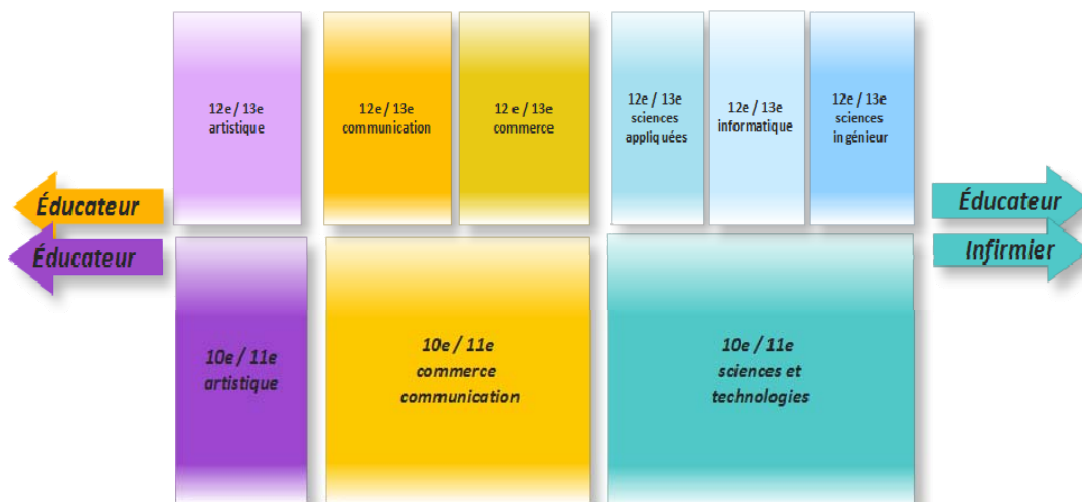 12e / 13e
artistique
12e / 13e
communication
12e / 13e
commerce
12e / 13e
sciences
appliquées
12e / 13e
informatique
12e / 13e
sciences
ingénieur
Éducateur
Éducateur
Éducateur
Infirmier
10e / 11e
artistique
10e / 11e
commerce
communication
10e / 11e
sciences et
technologies